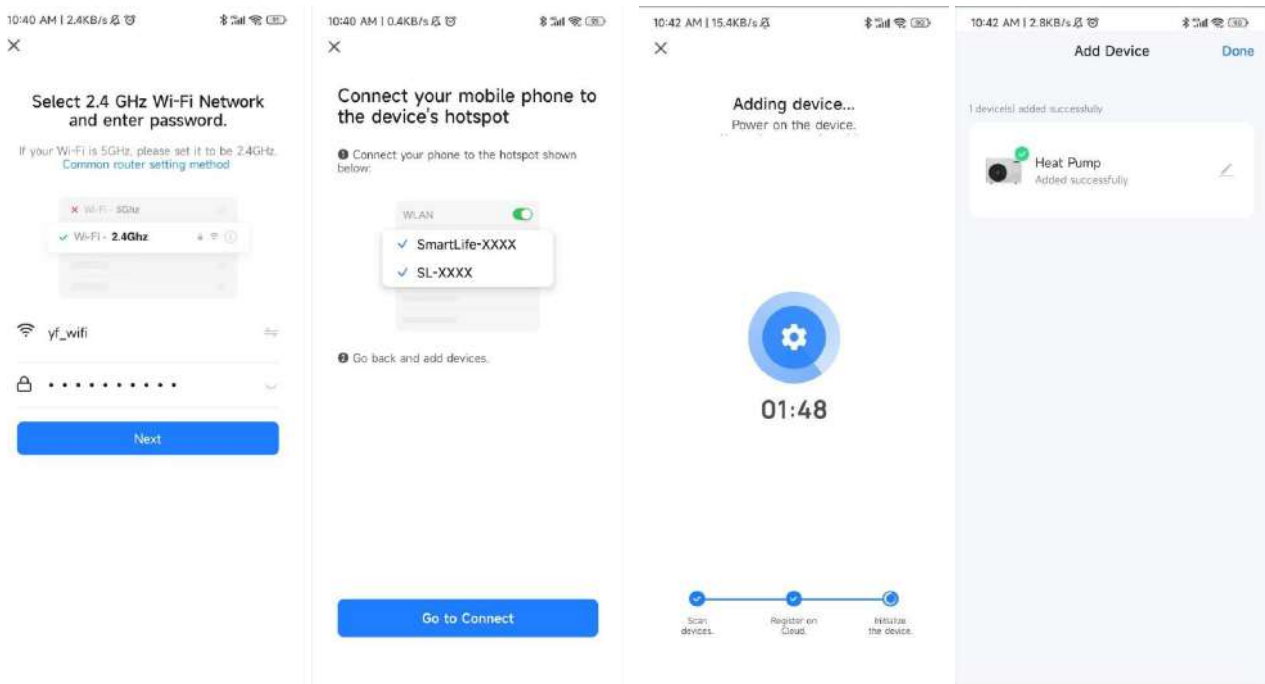 10:40 AM | 2.4KB/s
Select 2.4 GHz Wi-Fi Network
and enter password.
If your Wi-Fi is 5GHz, please set it to be 2.4GHz.
Common router setting method
Wi-Fi - 5Ghz
Wi-Fi - 2.4Ghz
yf_wifi
Next
10:40 AM | 0.4KB/s
Connect your mobile phone to
the device's hotspot
❶ Connect your phone to the hotspot shown
below:
WLAN
SmartLife-XXXX
SL-XXXX
❷ Go back and add devices.
Go to Connect
10:42 AM | 15.4KB/s
Adding device...
Power on the device.
01:48
Scan
devices.
Register on
Cloud.
Initialize
the device.
10:42 AM | 2.8KB/s
Add Device
Done
1 device(s) added successfully
Heat Pump
Added successfully